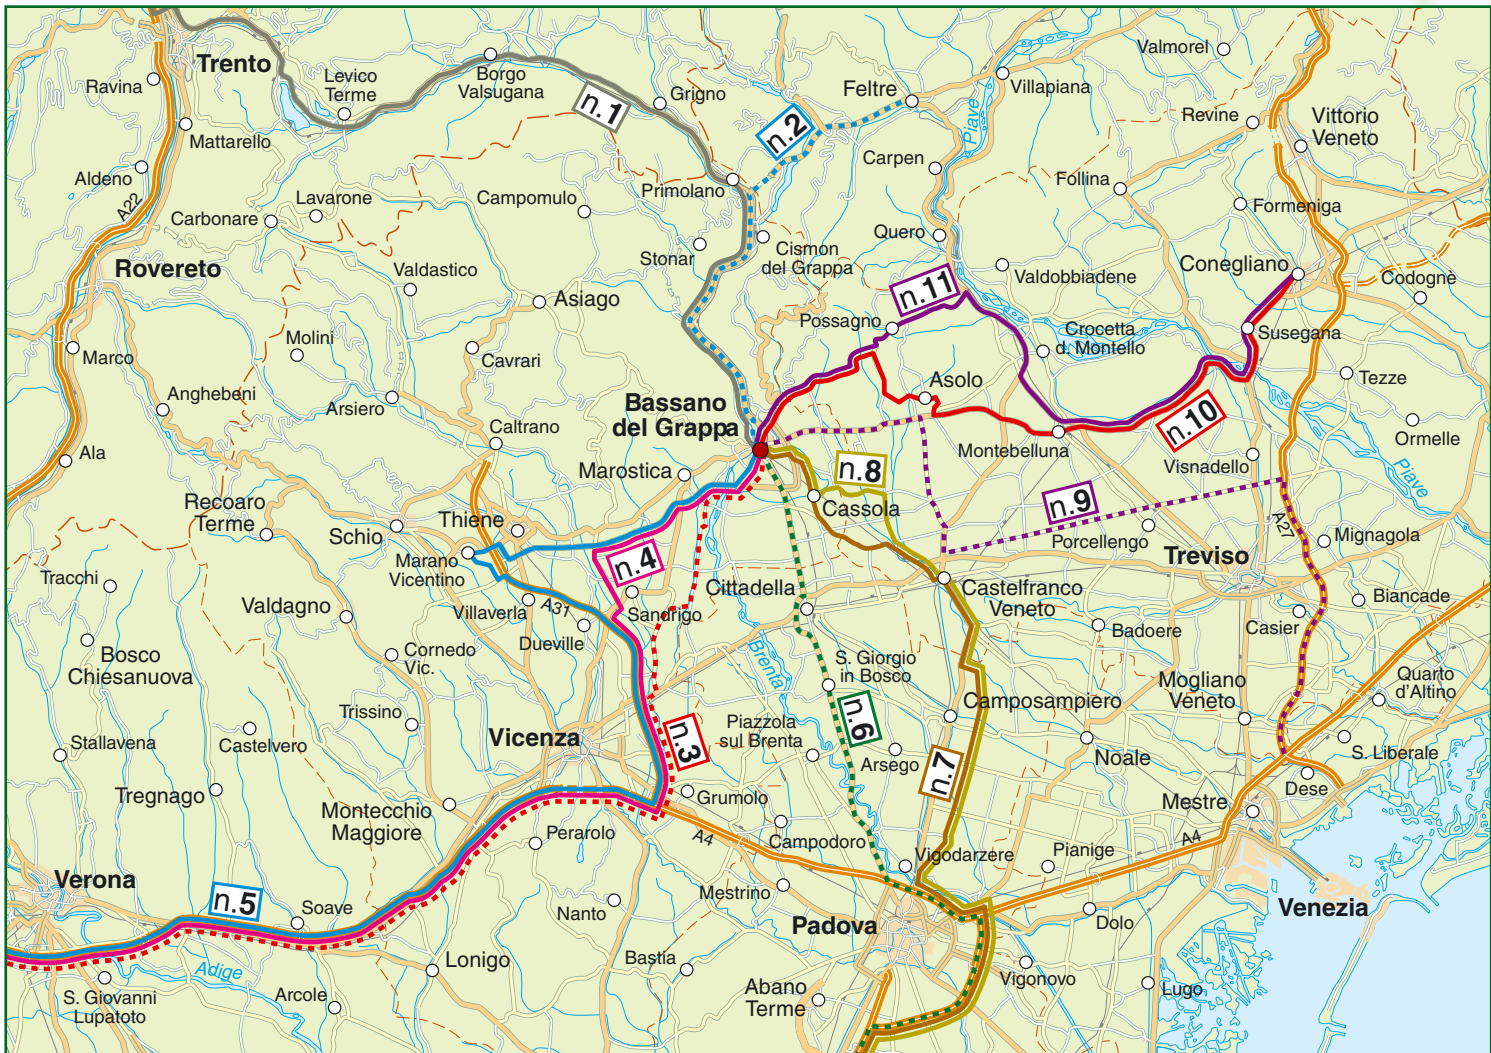 Trento
Ravina
Levico
Terme
Borgo
Valsugana
n.1
Grigno
n.2
Feltre
Piave
Villapiana
Valmorel
Revine
Vittorio
Veneto
Mattarello
Aldeno
A22
Carbonare
Lavarone
Campomulo
Primolano
Carpen
Follina
Formeniga
Rovereto
Valdastico
Stonar
Cismon
del Grappa
Quero
Valdobbiadene
Conegliano
Codognè
Asiago
n.11
Possagno
Crocetta
d. Montello
Susegana
Marco
Molini
Cavrari
Anghebeni
Arsiero
Asolo
Tezze
Bassano
del Grappa
n.10
Ormelle
Caltrano
Ala
Marostica
n.8
Montebelluna
Visnadello
Piave
Recoaro
Terme
Schio
Thiene
Cassola
n.9
Porcellengo
A27
Mignagola
Marano
Vicentino
n.4
Treviso
Tracchi
Valdagno
Villaverla
A31
Sandrigo
Cittadella
Castelfranco
Veneto
Biancade
Dueville
Badoere
Casier
Bosco
Chiesanuova
Cornedo
Vic.
Brenta
S. Giorgio
in Bosco
Mogliano
Veneto
Quarto
d'Altino
Trissino
Camposampiero
Stallavena
Castelvero
Vicenza
n.3
Piazzola
sul Brenta
n.6
Arsego
n.7
Noale
S. Liberale
Tregnago
Montecchio
Maggiore
Grumolo
Mestre
Dese
Perarolo
A4
Campodoro
Vigodarzere
Pianige
A4
Verona
n.5
Soave
Nanto
Mestrino
Padova
Dolo
Venezia
Adige
Lonigo
Bastia
Vigonovo
S. Giovanni
Lupatoto
Arcole
Abano
Terme
Lugo